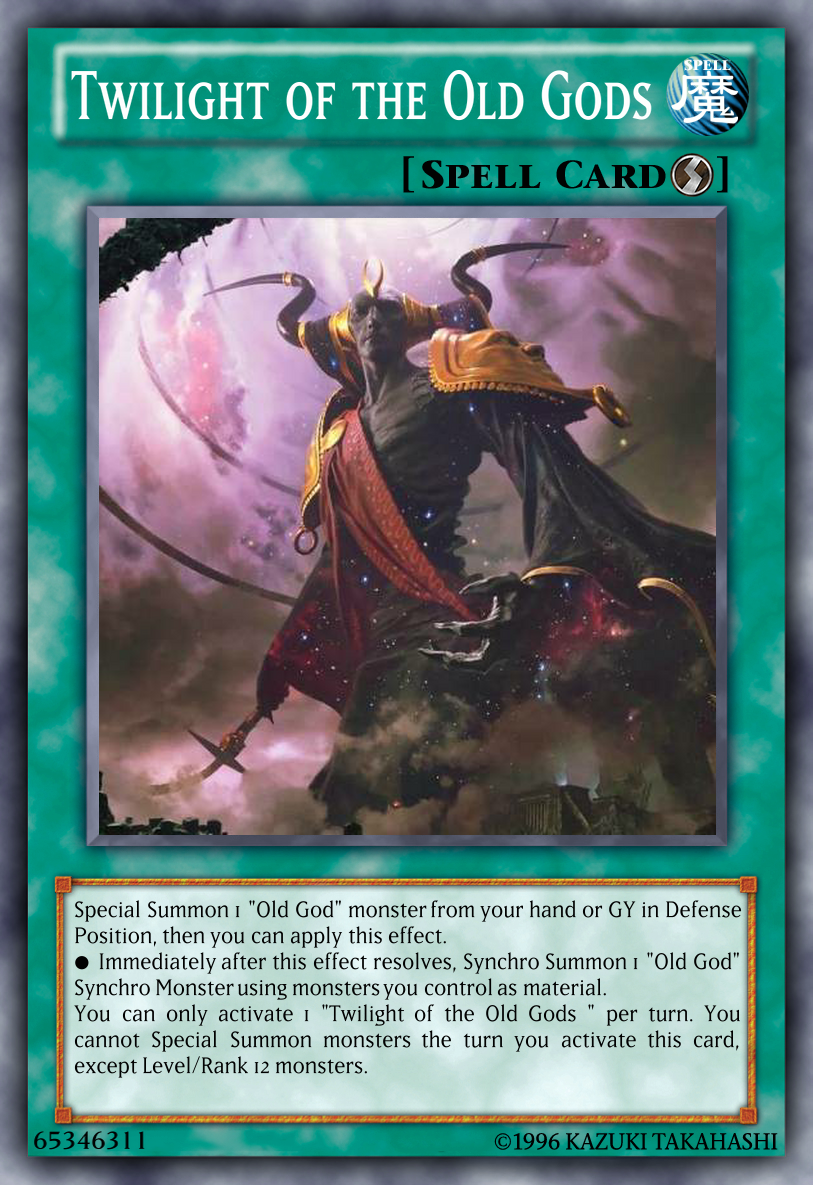 Twilight of the Old Gods
SPELL
魔
[Spell Card]
Special Summon 1 "Old God" monster from your hand or GY in Defense
Position, then you can apply this effect.
● Immediately after this effect resolves, Synchro Summon 1 "Old God"
Synchro Monster using monsters you control as material.
You can only activate 1 "Twilight of the Old Gods " per turn. You
cannot Special Summon monsters the turn you activate this card,
except Level/Rank 12 monsters.
65346311
©1996 KAZUKI TAKAHASHI